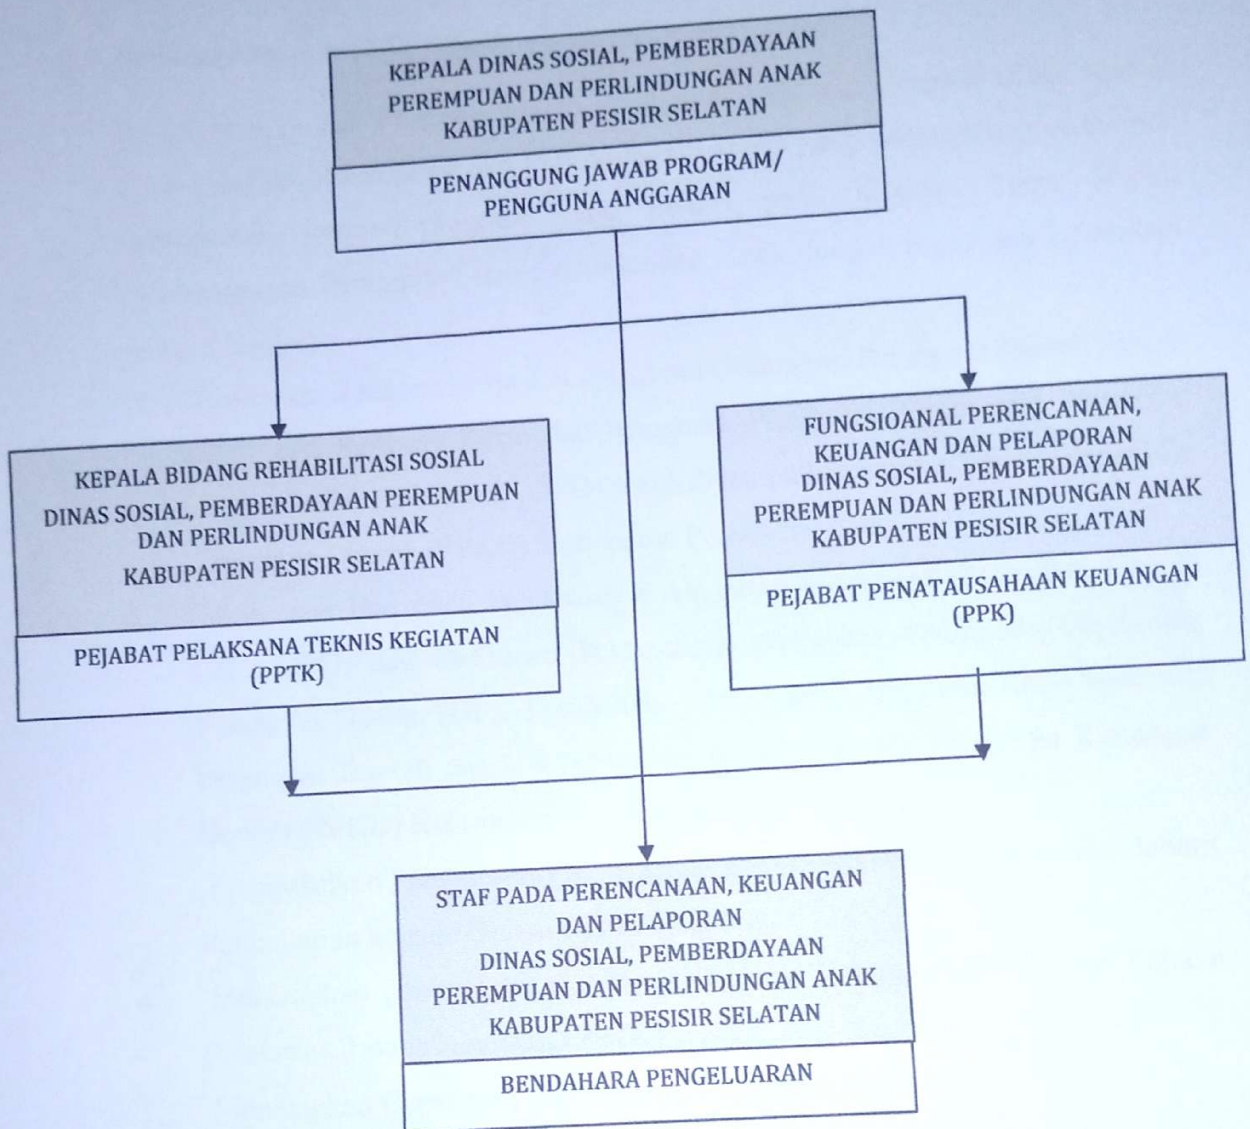 KEPALA DINAS SOSIAL, PEMBERDAYAAN
PEREMPUAN DAN PERLINDUNGAN ANAK
KABUPATEN PESISIR SELATAN
PENANGGUNG JAWAB PROGRAM/
PENGGUNA ANGGARAN
KEPALA BIDANG REHABILITASI SOSIAL
DINAS SOSIAL, PEMBERDAYAAN PEREMPUAN
DAN PERLINDUNGAN ANAK
KABUPATEN PESISIR SELATAN
PEJABAT PELAKSANA TEKNIS KEGIATAN
(PPTK)
FUNGSIOANAL PERENCANAAN,
KEUANGAN DAN PELAPORAN
DINAS SOSIAL, PEMBERDAYAAN
PEREMPUAN DAN PERLINDUNGAN ANAK
KABUPATEN PESISIR SELATAN
PEJABAT PENATAUSAHAAN KEUANGAN
(PPK)
STAF PADA PERENCANAAN, KEUANGAN
DAN PELAPORAN
DINAS SOSIAL, PEMBERDAYAAN
PEREMPUAN DAN PERLINDUNGAN ANAK
KABUPATEN PESISIR SELATAN
BENDAHARA PENGELUARAN